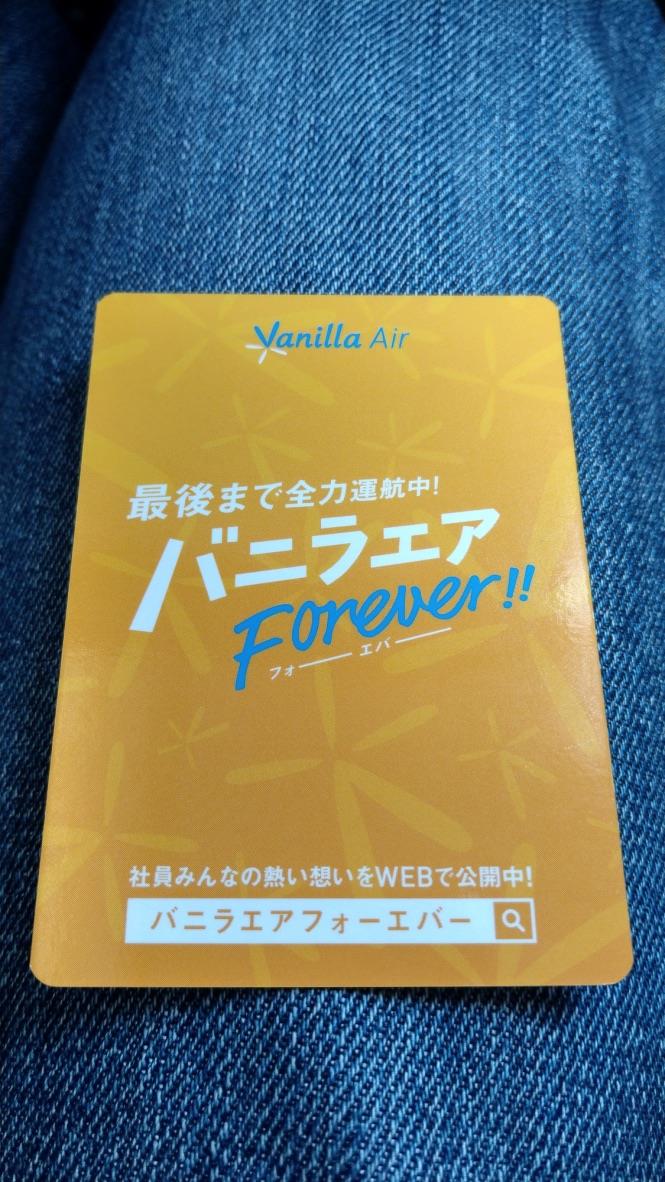 Vanilla Air
最後まで全力運航中!
バニラエア
Forever!!
フォーエバー
社員みんなの熱い想いをWEBで公開中!
バニラエアフォーエバー